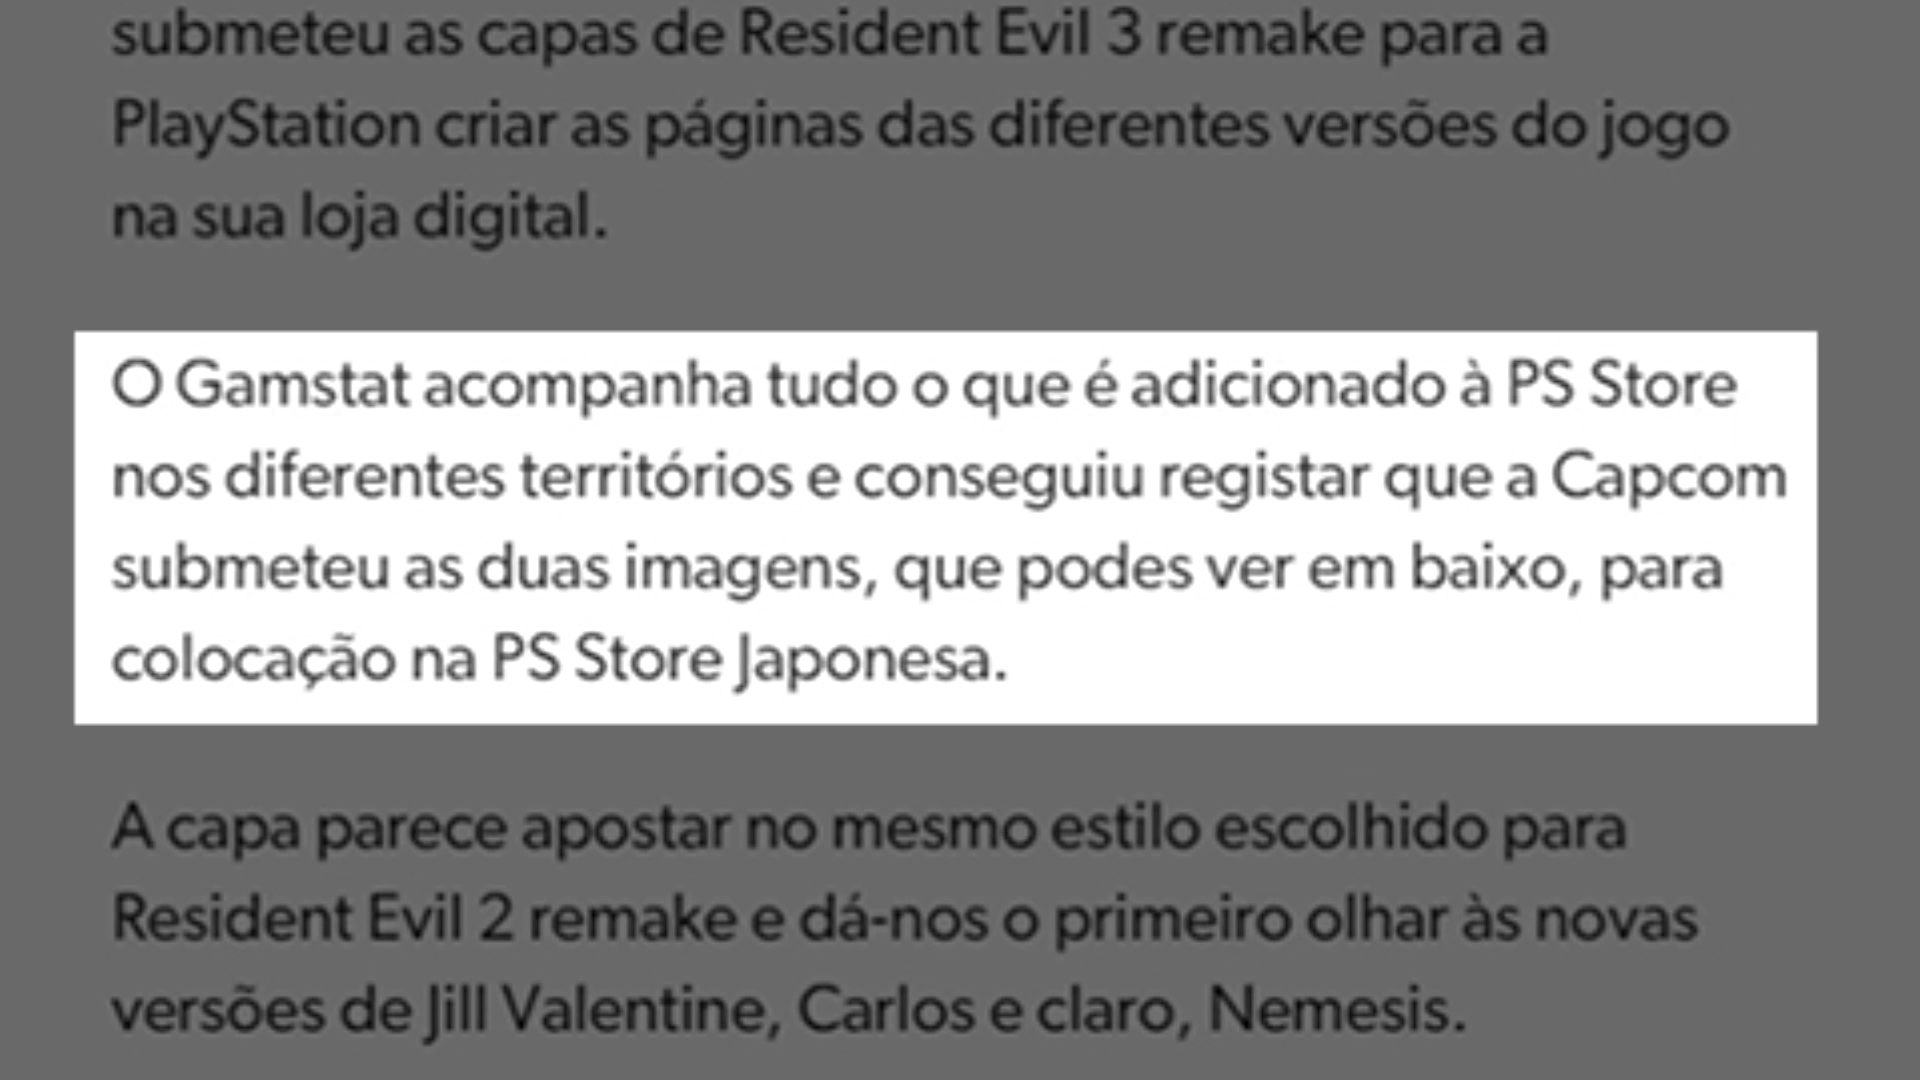 submeteu as capas de Resident Evil 3 remake para a
PlayStation criar as páginas das diferentes versões do jogo
na sua loja digital.
O Gamstat acompanha tudo o que é adicionado à PS Store
nos diferentes territórios e conseguiu registar que a Capcom
submeteu as duas imagens, que podes ver em baixo, para
colocação na PS Store Japonesa.
A capa parece apostar no mesmo estilo escolhido para
Resident Evil 2 remake e dá-nos o primeiro olhar às novas
versões de Jill Valentine, Carlos e claro, Nemesis.